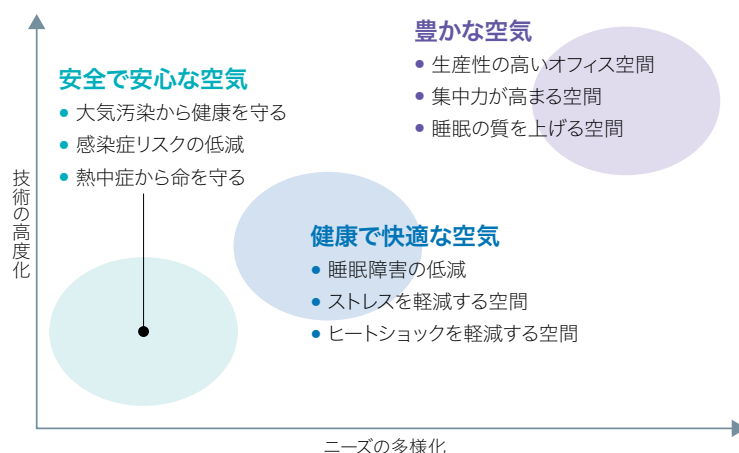 豊かな空気
● 生産性の高いオフィス空間
● 集中力が高まる空間
● 睡眠の質を上げる空間
安全で安心な空気
● 大気汚染から健康を守る
● 感染症リスクの低減
● 熱中症から命を守る
技術の高度化
健康で快適な空気
● 睡眠障害の低減
● ストレスを軽減する空間
● ヒートショックを軽減する空間
ニーズの多様化